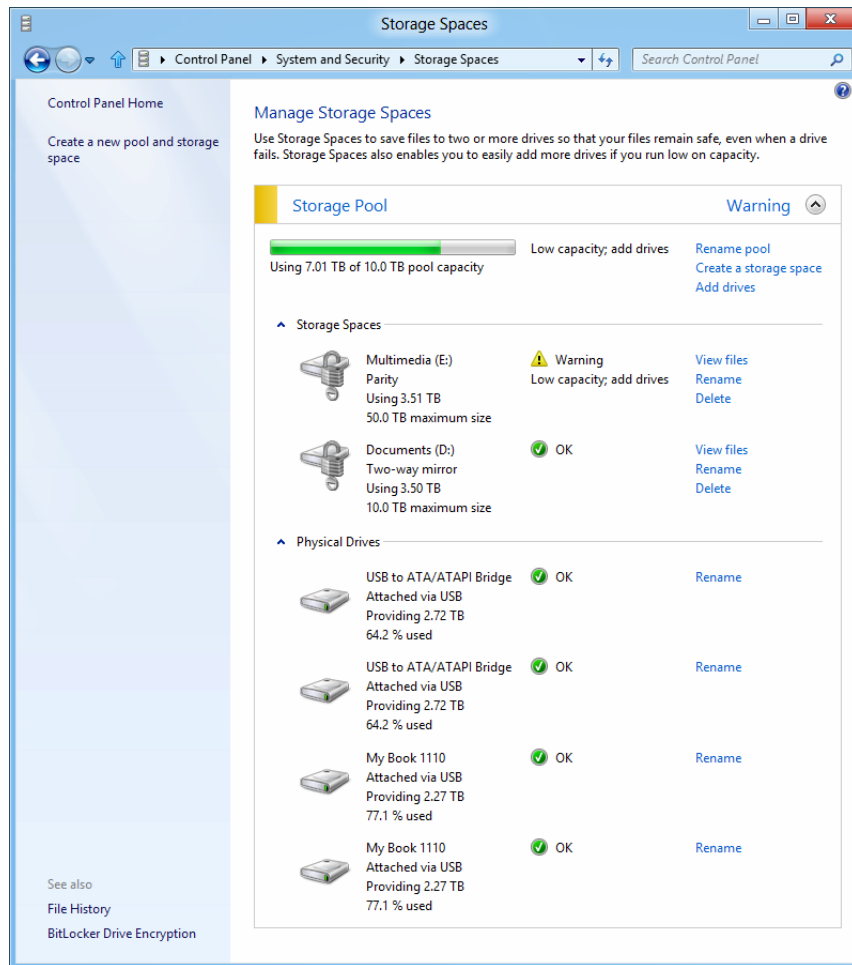 Storage Spaces
Control Panel System and Security Storage Spaces
Search Control Panel
Control Panel Home
Create a new pool and storage
space
Manage Storage Spaces
Use Storage Spaces to save files to two or more drives so that your files remain safe, even when a drive
fails. Storage Spaces also enables you to easily add more drives if you run low on capacity.
Storage Pool Warning
Low capacity; add drives Rename pool
Using 7.01 TB of 10.0 TB pool capacity Create a storage space
Add drives
Storage Spaces
Multimedia (E:) Warning View files
Parity Low capacity; add drives Rename
Using 3.51 TB Delete
50.0 TB maximum size
Documents (D:) OK View files
Two-way mirror Rename
Using 3.50 TB Delete
10.0 TB maximum size
Physical Drives
USB to ATA/ATAPI Bridge OK Rename
Attached via USB
Providing 2.72 TB
64.2 % used
USB to ATA/ATAPI Bridge OK Rename
Attached via USB
Providing 2.72 TB
64.2 % used
My Book 1110 OK Rename
Attached via USB
Providing 2.27 TB
77.1 % used
My Book 1110 OK Rename
Attached via USB
Providing 2.27 TB
77.1 % used
See also
File History
BitLocker Drive Encryption